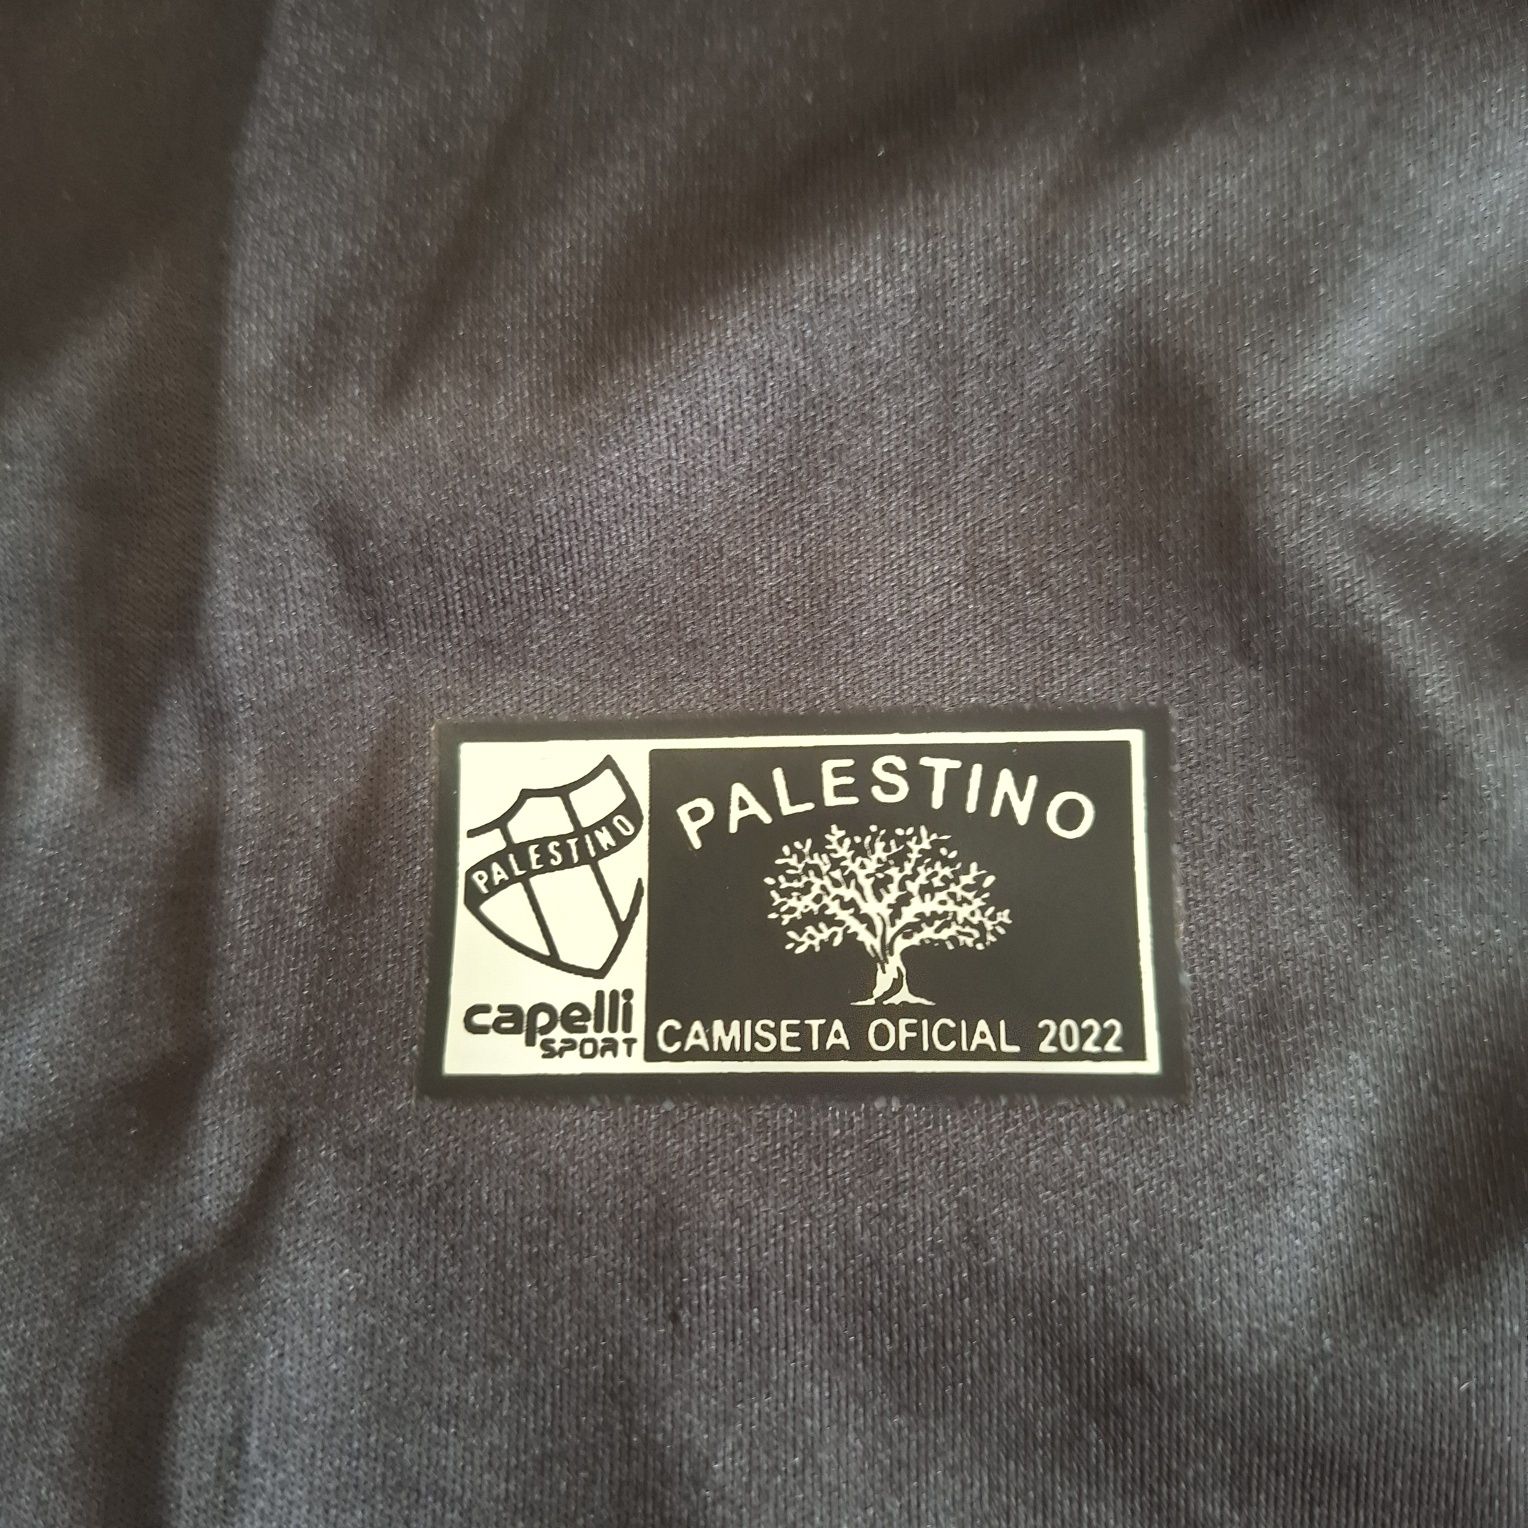 PALESTINO
capelli
SPORT
PALESTINO
CAMISETA OFICIAL 2022